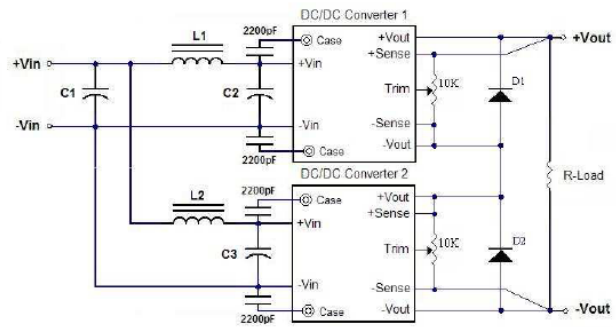 DC/DC Converter 1
2200pF
Case
+Vout
+Vout
+Sense
L1
+Vin
+Vin
C1
C2
Trim
10K
D1
-Vin
-Vin
-Sense
-Vout
2200pF
Case
DC/DC Converter 2
R-Load
2200pF
Case
+Vout
+Sense
L2
+Vin
C3
Trim
10K
D2
-Vin
-Sense
2200pF
Case
-Vout
-Vout